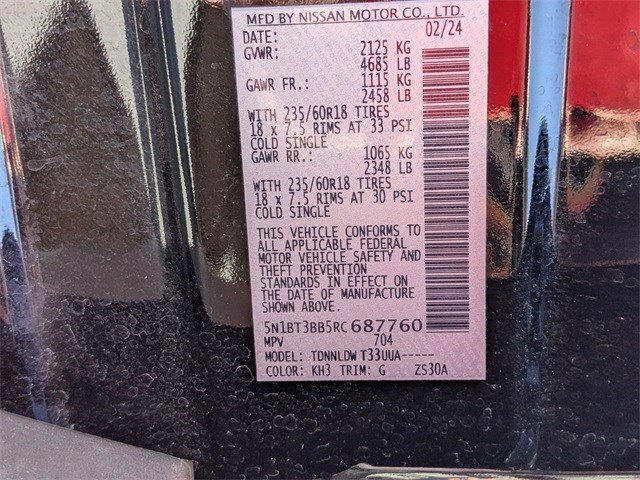 MFD BY NISSAN MOTOR CO., LTD.
DATE: 02/24
GVWR: 2125 KG
4685 LB
GAWR FR.: 1115 KG
2458 LB
WITH 235/60R18 TIRES
18 x 7.5 RIMS AT 33 PSI
COLD SINGLE
GAWR RR.: 1065 KG
2348 LB
WITH 235/60R18 TIRES
18 x 7.5 RIMS AT 30 PSI
COLD SINGLE
THIS VEHICLE CONFORMS TO
ALL APPLICABLE FEDERAL
MOTOR VEHICLE SAFETY AND
THEFT PREVENTION
STANDARDS IN EFFECT ON
THE DATE OF MANUFACTURE
SHOWN ABOVE.
5N1BT3BB5RC687760
MPV 704
MODEL: TDNNLDW T33UUA-----
COLOR: KH3 TRIM: G ZS30A